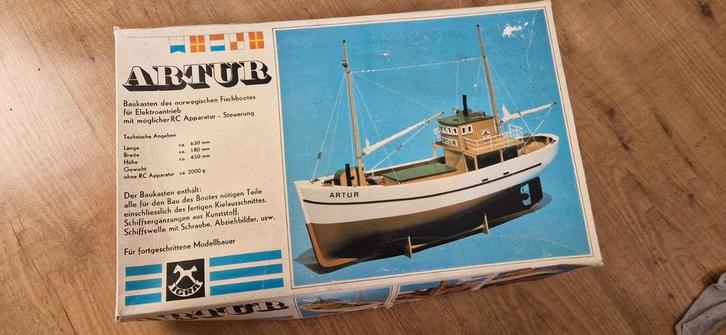 ARTUR
Baukasten des norwegischen Fischbootes
für Elektroantrieb
mit möglicher RC Apparatur - Steuerung
Technische Angaben
Länge ca. 630 mm
Breite ca. 180 mm
Höhe ca. 450 mm
Gewicht
ohne RC Apparatur ca. 2000 g
Der Baukasten enthält:
alle für den Bau des Bootes nötigen Teile
einschliesslich des fertigen Kielausschnittes,
Schiffsergänzungen aus Kunststoff,
Schiffswelle mit Schraube, Abziehbilder, usw.
Für fortgeschrittene Modellbauer
IGRA
ARTUR
ARTUR